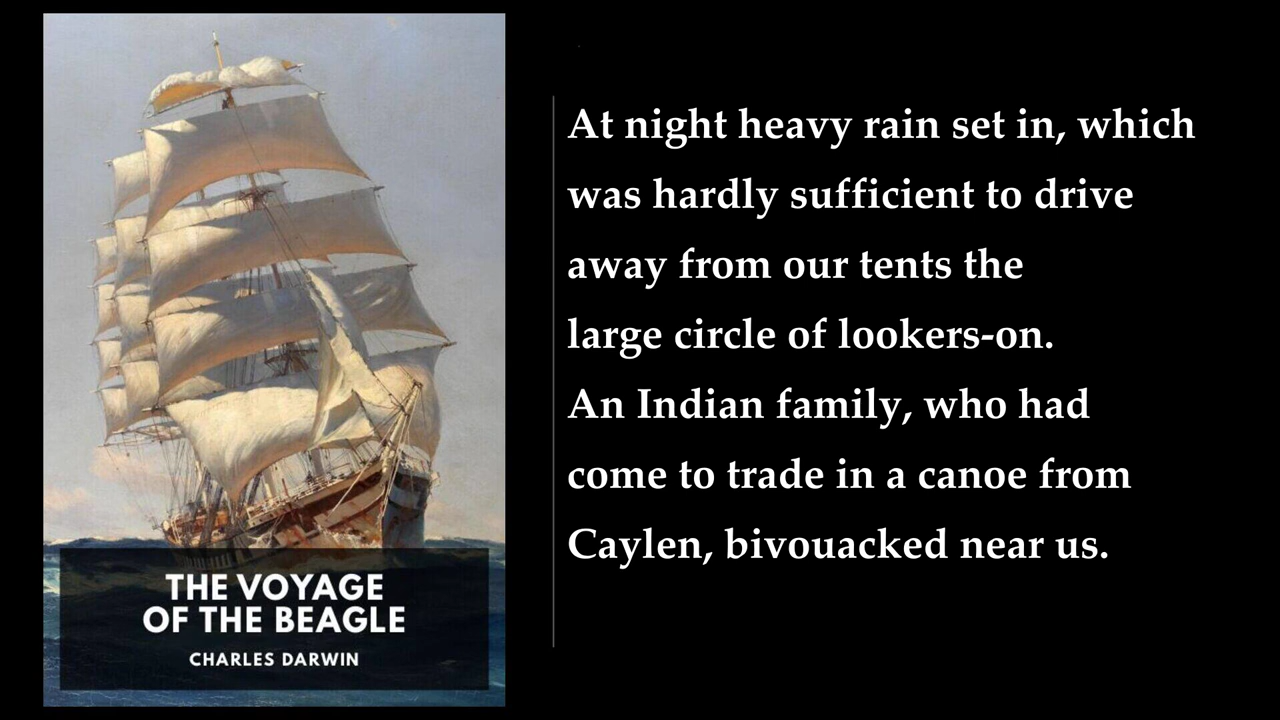 THE VOYAGE
OF THE BEAGLE
CHARLES DARWIN
At night heavy rain set in, which
was hardly sufficient to drive
away from our tents the
large circle of lookers-on.
An Indian family, who had
come to trade in a canoe from
Caylen, bivouacked near us.